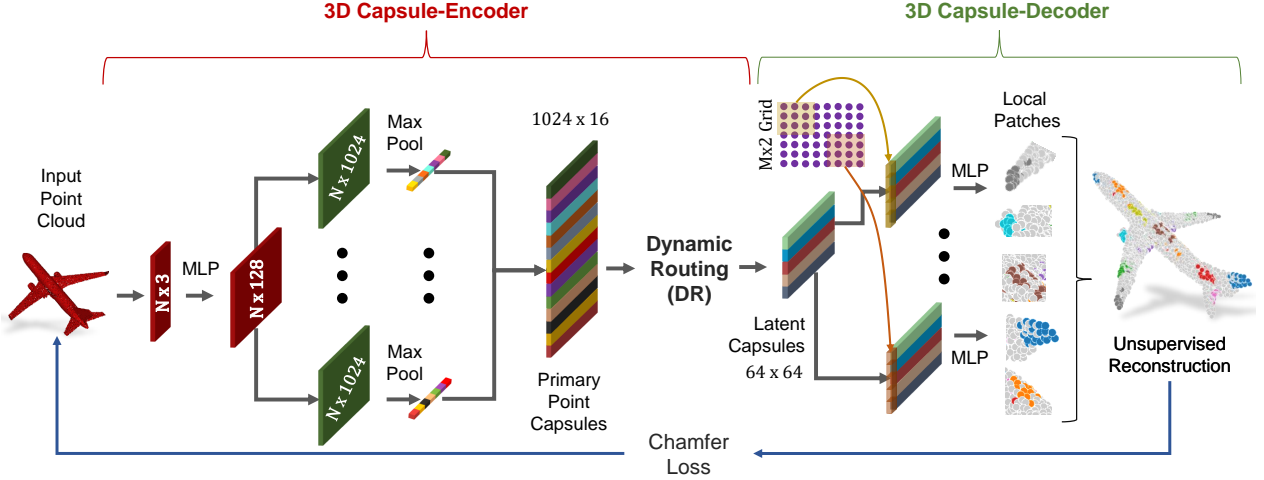 3D Capsule-Encoder
3D Capsule-Decoder
Input
Point
Cloud
N x 3
MLP
N x 128
N x 1024
Max
Pool
N x 1024
Max
Pool
1024 x 16
Primary
Point
Capsules
Dynamic
Routing
(DR)
Mx2 Grid
Latent
Capsules
64 x 64
MLP
MLP
Local
Patches
Unsupervised
Reconstruction
Chamfer
Loss